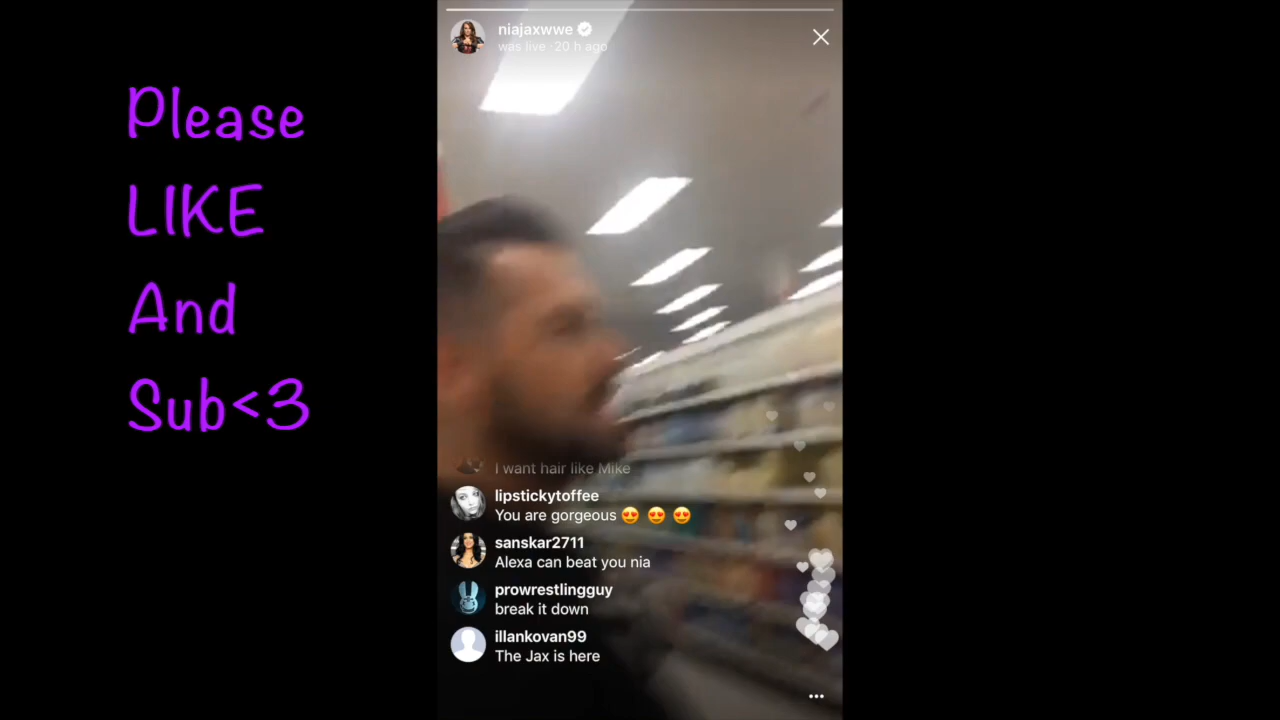 Please
LIKE
And
Sub<3
niajaxwwe
was live · 20 h ago
I want hair like Mike
lipstickytoffee
You are gorgeous 😍 😍 😍
sanskar2711
Alexa can beat you nia
prowrestlingguy
break it down
illankovan99
The Jax is here